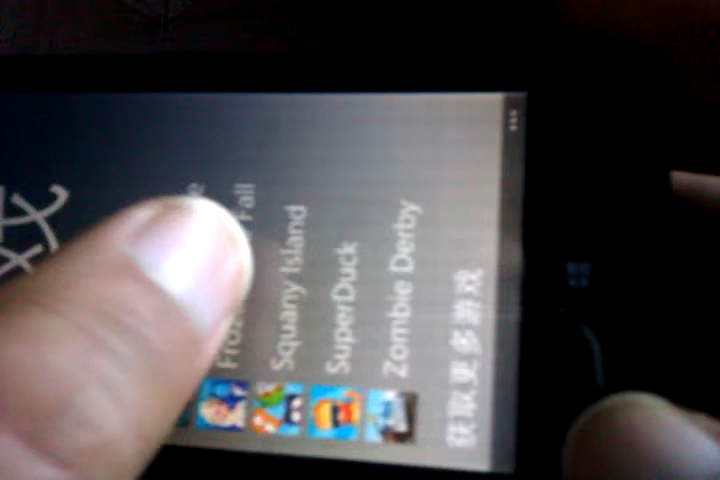 Fall
Squany Island
SuperDuck
Zombie Derby
获取更多游戏